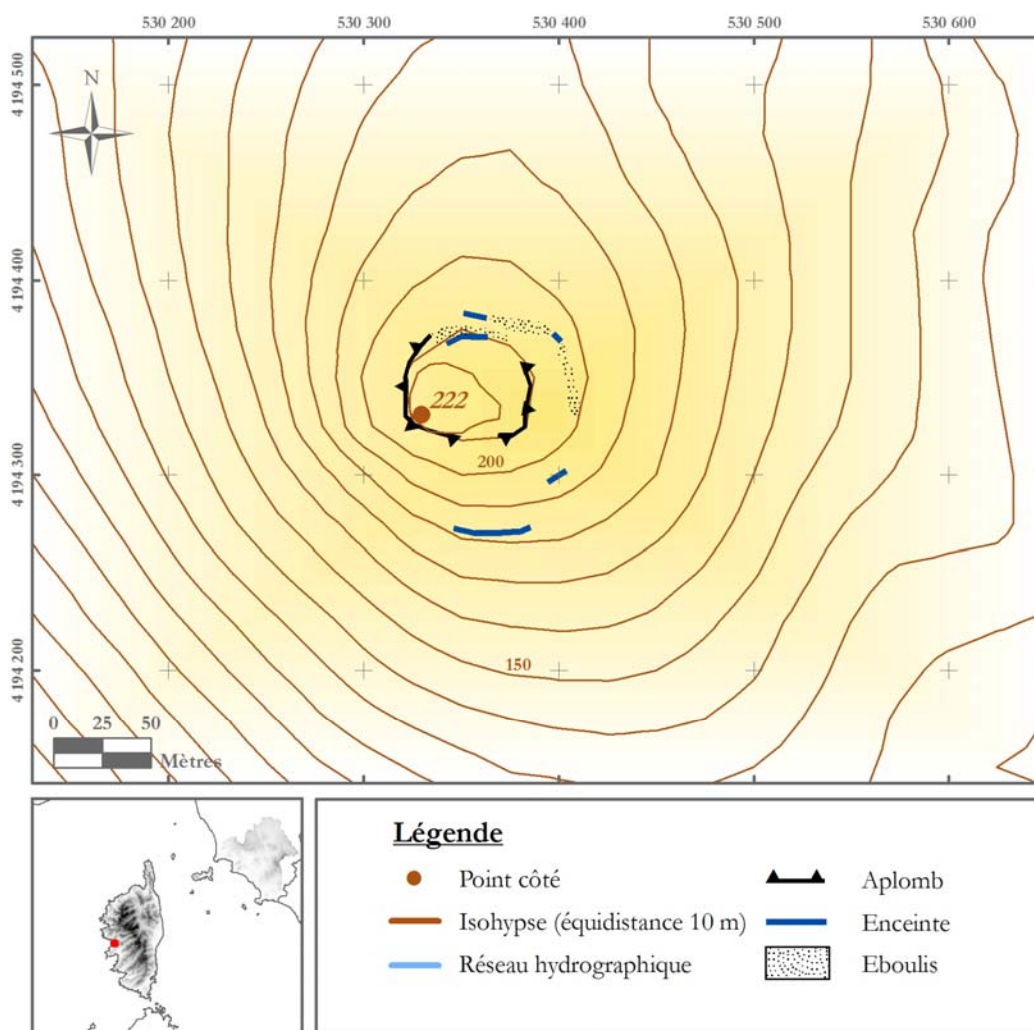 530 200 530 300 530 400 530 500 530 600
4 194 500
4 194 400
4 194 300
4 194 200
N
222
200
150
0 25 50
Mètres
Légende
Point côté
Isohypse (équidistance 10 m)
Réseau hydrographique
Aplomb
Enceinte
Eboulis